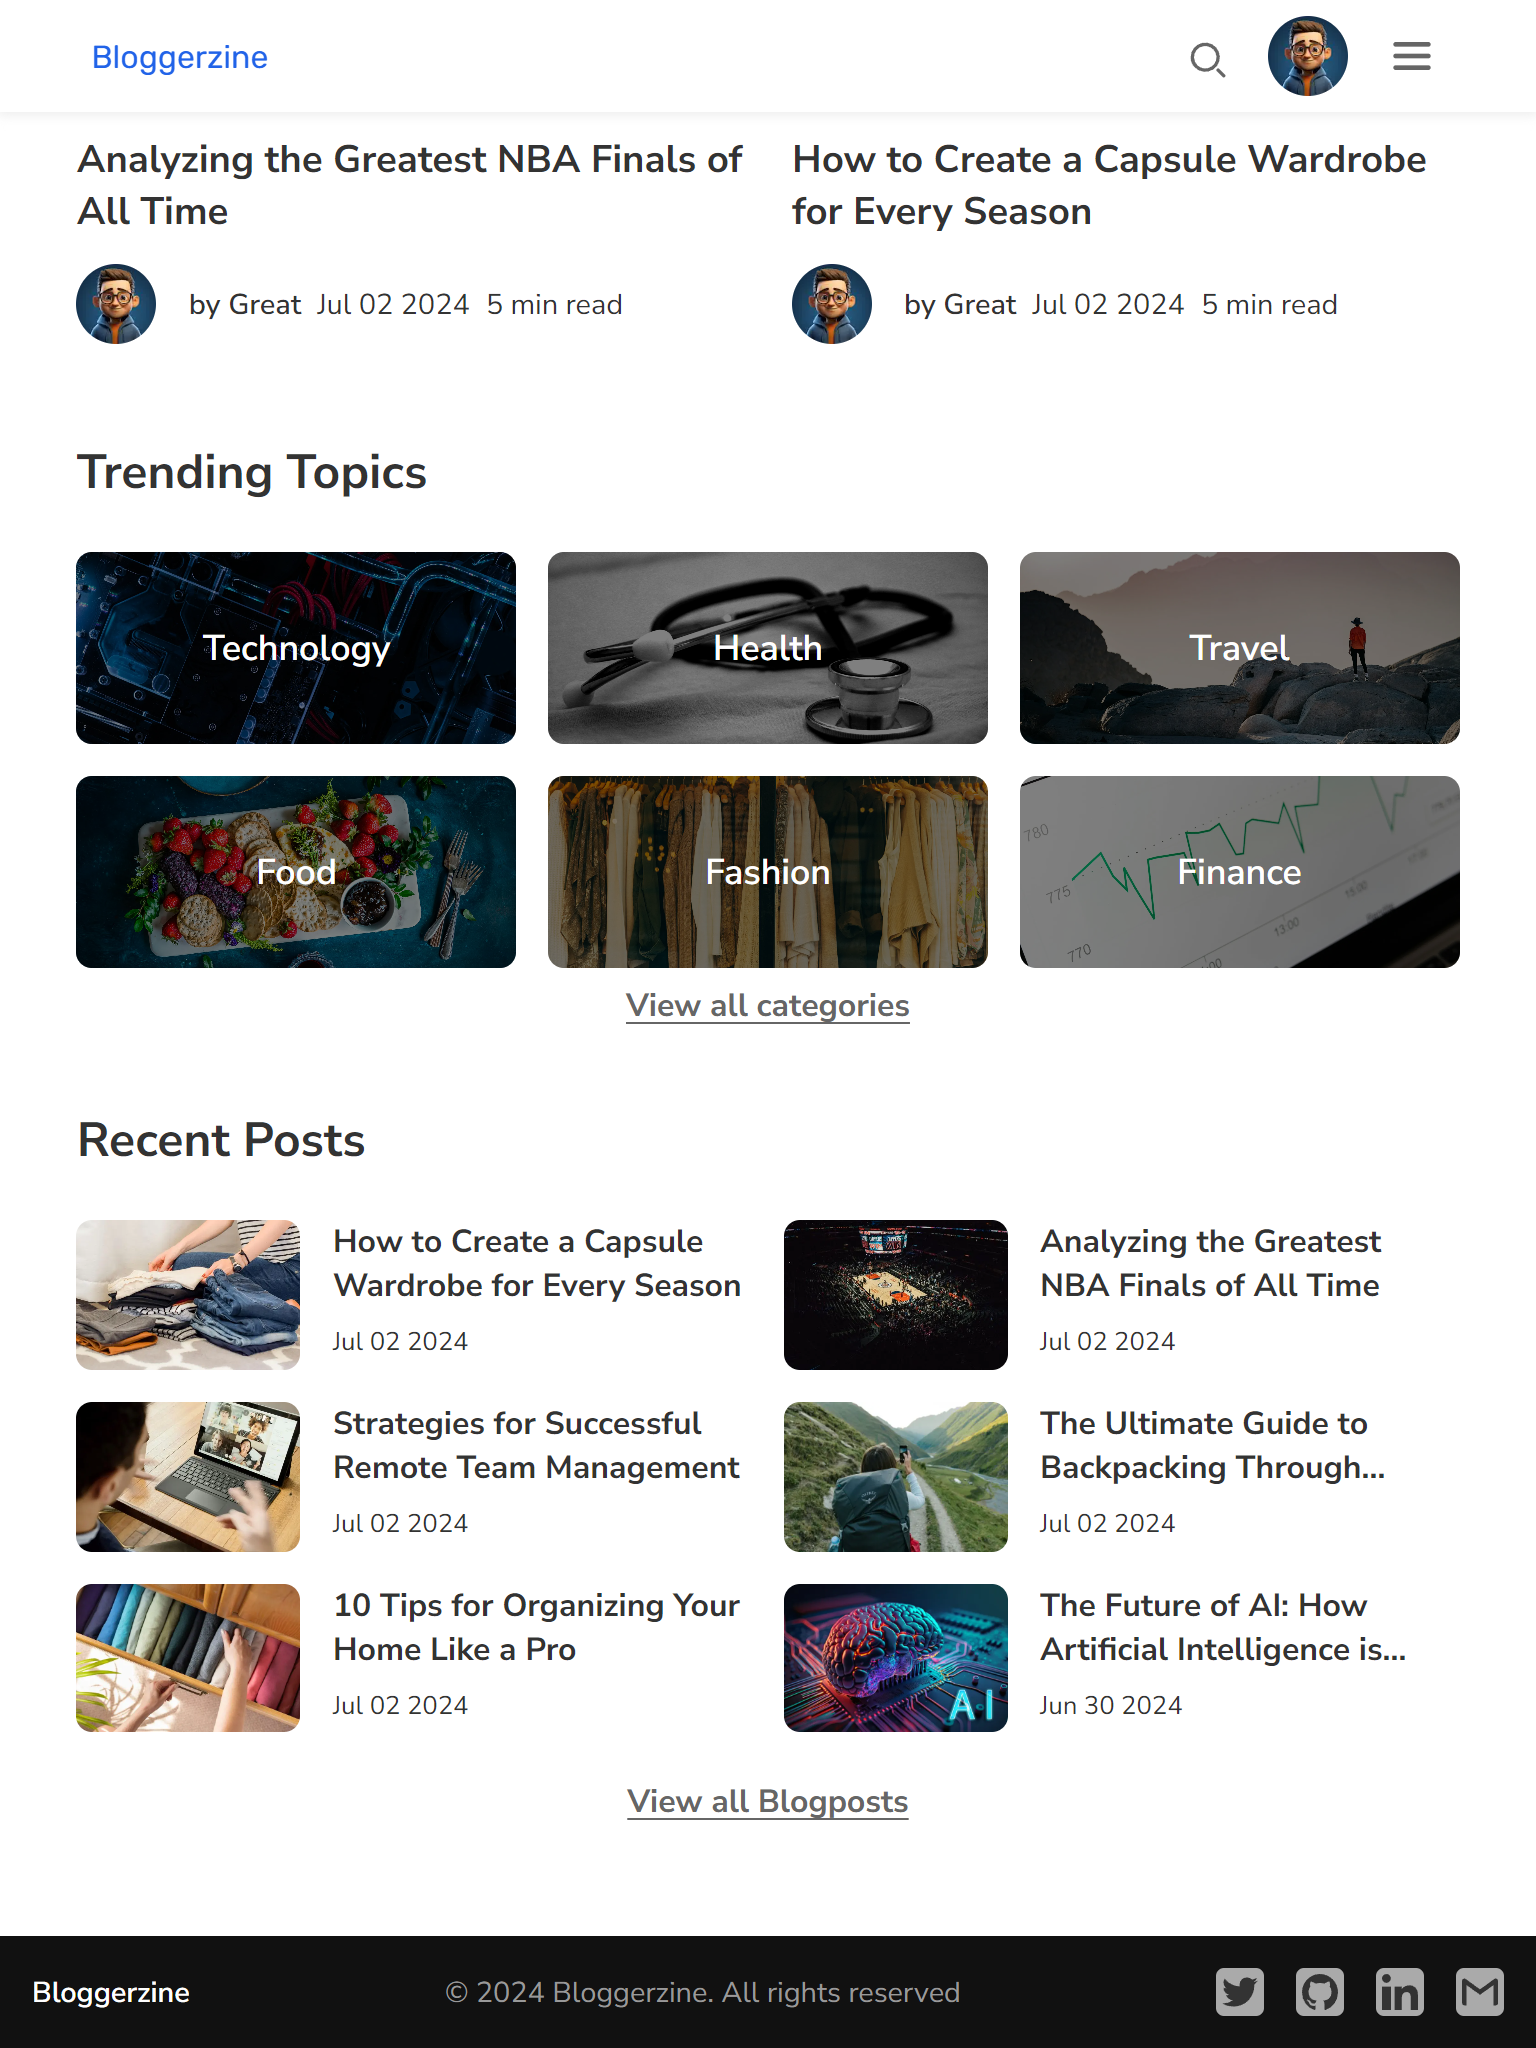 Bloggerzine
Analyzing the Greatest NBA Finals of
All Time
by Great Jul 02 2024 5 min read
How to Create a Capsule Wardrobe
for Every Season
by Great Jul 02 2024 5 min read
Trending Topics
Technology
Health
Travel
Food
Fashion
780
775
770
13:00
15:00
Finance
View all categories
Recent Posts
How to Create a Capsule
Wardrobe for Every Season
Jul 02 2024
Analyzing the Greatest
NBA Finals of All Time
Jul 02 2024
Strategies for Successful
Remote Team Management
Jul 02 2024
The Ultimate Guide to
Backpacking Through...
Jul 02 2024
10 Tips for Organizing Your
Home Like a Pro
Jul 02 2024
AI
The Future of AI: How
Artificial Intelligence is...
Jun 30 2024
View all Blogposts
Bloggerzine
© 2024 Bloggerzine. All rights reserved